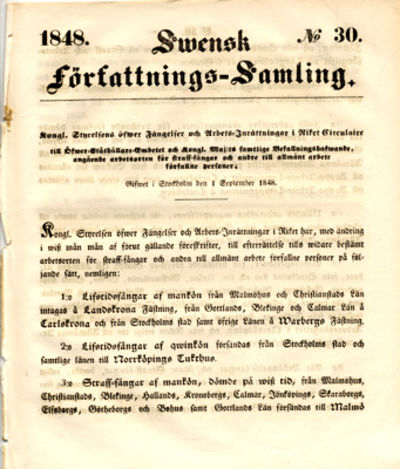 1848. Swensk № 30.
Författnings-Samling.
Kongl. Styrelsens öfwer Fängelser och Arbets-Inrättningar i Riket Circulaire
till Öfwer-Ståthållare-Embetet och Kongl. Maj:ts samtlige Befallningshafwande,
angående arbetsorten för straff-fångar och andre till allmänt arbete
förfallne personer;
Gifwet i Stockholm den 1 September 1848.
Kongl. Styrelsen öfwer Fängelser och Arbets-Inrättningar i Riket har, med ändring
i wiß mån mån af förut gällande föreskrifter, till efterrättelse tills widare bestämt
arbetsorten för straff-fångar och andra till allmänt arbete förfallne personer på föl-
jande sätt, nemligen:
1:o Lifstidsfångar af mankön från Malmöhus och Christianstads Län
intagas å Landskrona Fästning, från Gottlands, Blekinge och Calmar Län å
Carlskrona och från Stockholms stad samt öfrige Länen å Warbergs Fästning.
2:o Lifstidsfångar af qwinkön försändas från Stockholms stad och
samtlige länen till Norrköpings Tukthus.
3:o Straff-fångar af mankön, dömde på wiß tid, från Malmöhus,
Christianstads, Blekinge, Hallands, Kronobergs, Calmar, Jönköpings, Skaraborgs,
Elfsborgs, Götheborgs och Bohus samt Gottlands Län försändas till Malmö